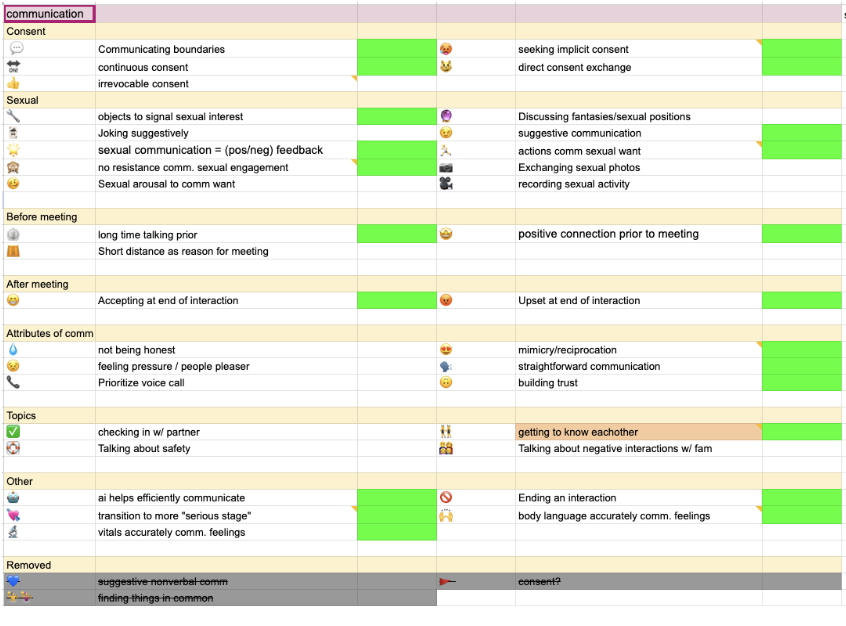 communication
Consent
Communicating boundaries seeking implicit consent
continuous consent direct consent exchange
irrevocable consent
Sexual
objects to signal sexual interest Discussing fantasies/sexual positions
Joking suggestively suggestive communication
sexual communication = (pos/neg) feedback actions comm sexual want
no resistance comm. sexual engagement Exchanging sexual photos
Sexual arousal to comm want recording sexual activity
Before meeting
long time talking prior positive connection prior to meeting
Short distance as reason for meeting
After meeting
Accepting at end of interaction Upset at end of interaction
Attributes of comm
not being honest mimicry/reciprocation
feeling pressure / people pleaser straightforward communication
Prioritize voice call building trust
Topics
checking in w/ partner getting to know eachother
Talking about safety Talking about negative interactions w/ fam
Other
ai helps efficiently communicate Ending an interaction
transition to more "serious stage" body language accurately comm. feelings
vitals accurately comm. feelings
Removed
suggestive nonverbal comm consent?
finding things in common